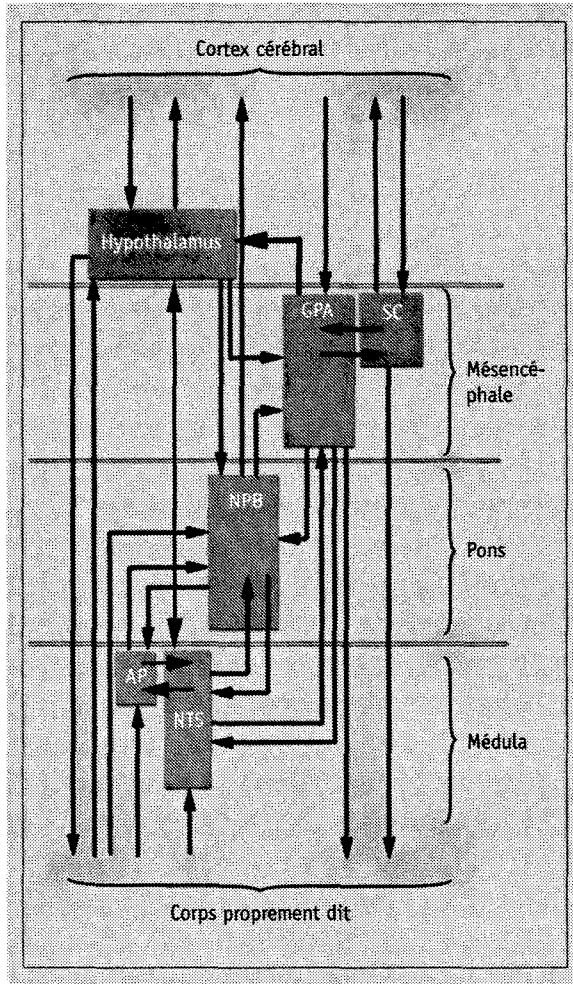 Cortex cérébral
Hypothalamus
GPA
SC
Mésencé-
phale
NPB
Pons
AP
NTS
Médula
Corps proprement dit